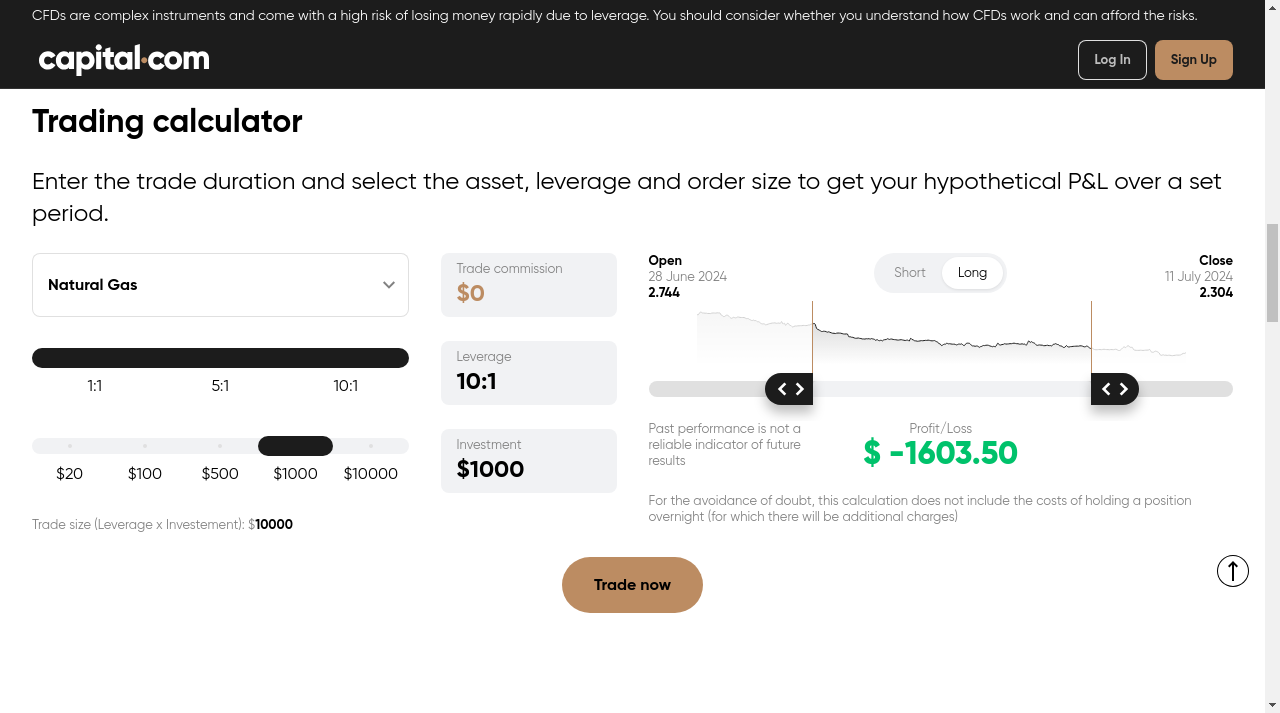 CFDs are complex instruments and come with a high risk of losing money rapidly due to leverage. You should consider whether you understand how CFDs work and can afford the risks.
capital.com
Log In
Sign Up
Trading calculator
Enter the trade duration and select the asset, leverage and order size to get your hypothetical P&L over a set
period.
Natural Gas
1:1
5:1
10:1
$20
$100
$500
$1000
$10000
Trade size (Leverage x Investement): $10000
Trade commission
$0
Leverage
10:1
Investment
$1000
Open
28 June 2024
2.744
Short
Long
Close
11 July 2024
2.304
Past performance is not a
reliable indicator of future
results
Profit/Loss
$ -1603.50
For the avoidance of doubt, this calculation does not include the costs of holding a position
overnight (for which there will be additional charges)
Trade now